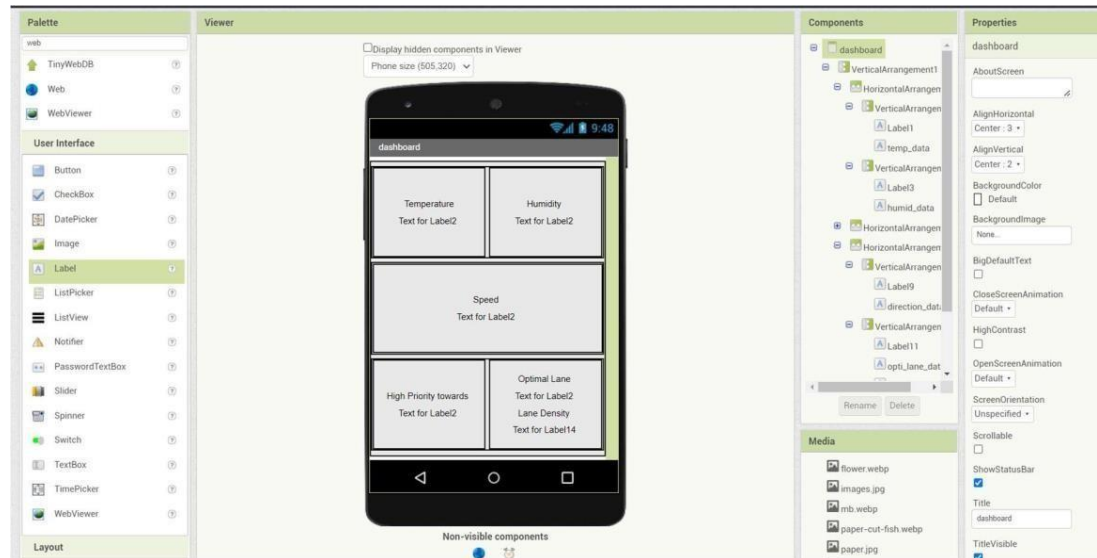 Palette
web
TinyWebDB
Web
WebViewer
User Interface
Button
CheckBox
DatePicker
Image
Label
ListPicker
ListView
Notifier
PasswordTextBox
Slider
Spinner
Switch
TextBox
TimePicker
WebViewer
Layout
Viewer
Display hidden components in Viewer
Phone size (505,320)
9:48
dashboard
Temperature
Text for Label2
Humidity
Text for Label2
Speed
Text for Label2
High Priority towards
Text for Label2
Optimal Lane
Text for Label2
Lane Density
Text for Label14
Non-visible components
Components
dashboard
VerticalArrangement1
HorizontalArrangen
VerticalArrangen
Label1
temp_data
VerticalArrangen
Label3
humid_data
HorizontalArrangen
HorizontalArrangen
VerticalArrangen
Label9
direction_dat
VerticalArrangen
Label11
opti_lane_dat
Rename Delete
Media
flower.webp
images.jpg
mb.webp
paper-cut-fish.webp
paper.jpg
Properties
dashboard
AboutScreen
AlignHorizontal
Center : 3
AlignVertical
Center : 2
BackgroundColor
Default
BackgroundImage
None...
BigDefaultText
CloseScreenAnimation
Default
HighContrast
OpenScreenAnimation
Default
ScreenOrientation
Unspecified
Scrollable
ShowStatusBar
Title
dashboard
TitleVisible